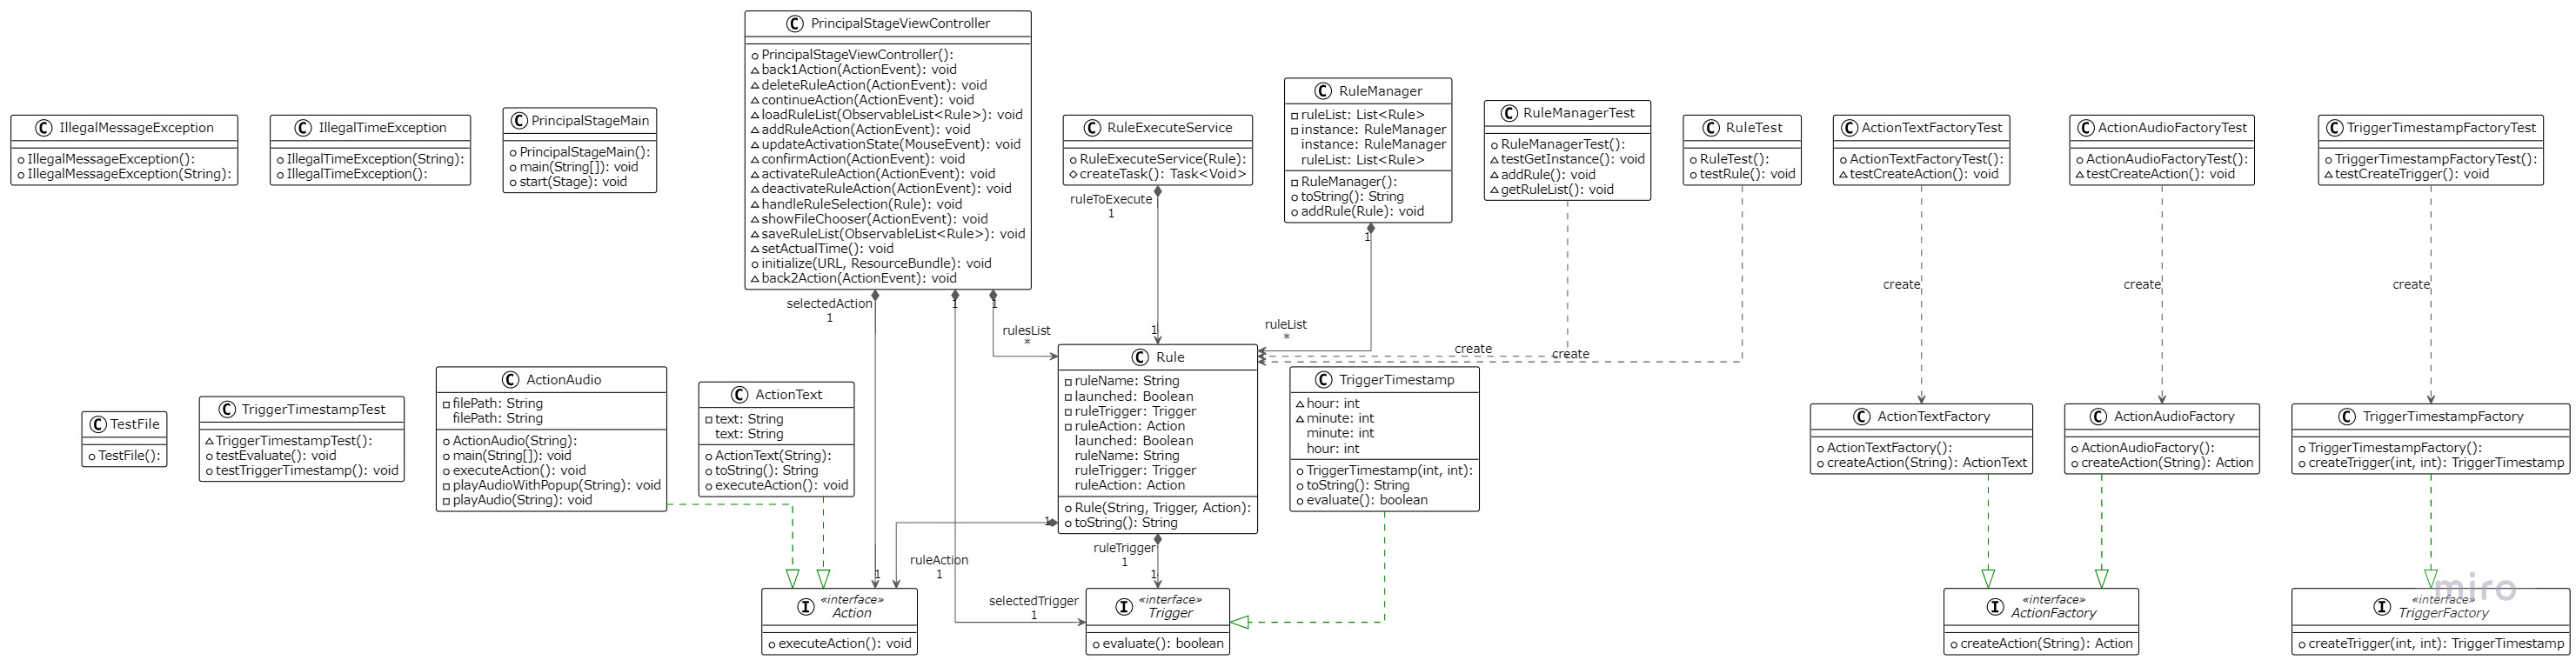 PrincipalStageViewController
PrincipalStageViewController():
back1Action(ActionEvent): void
deleteRuleAction(ActionEvent): void
continueAction(ActionEvent): void
loadRuleList(ObservableList<Rule>): void
addRuleAction(ActionEvent): void
updateActivationState(MouseEvent): void
confirmAction(ActionEvent): void
activateRuleAction(ActionEvent): void
deactivateRuleAction(ActionEvent): void
handleRuleSelection(Rule): void
showFileChooser(ActionEvent): void
saveRuleList(ObservableList<Rule>): void
setActualTime(): void
initialize(URL, ResourceBundle): void
back2Action(ActionEvent): void
IllegalMessageException
IllegalMessageException():
IllegalMessageException(String):
IllegalTimeException
IllegalTimeException(String):
IllegalTimeException():
PrincipalStageMain
PrincipalStageMain():
main(String[]): void
start(Stage): void
RuleExecuteService
RuleExecuteService(Rule):
createTask(): Task<Void>
RuleManager
ruleList: List<Rule>
instance: RuleManager
instance: RuleManager
ruleList: List<Rule>
RuleManager():
toString(): String
addRule(Rule): void
RuleManagerTest
RuleManagerTest():
testGetInstance(): void
addRule(): void
getRuleList(): void
RuleTest
RuleTest():
testRule(): void
ActionTextFactoryTest
ActionTextFactoryTest():
testCreateAction(): void
ActionAudioFactoryTest
ActionAudioFactoryTest():
testCreateAction(): void
TriggerTimestampFactoryTest
TriggerTimestampFactoryTest():
testCreateTrigger(): void
ruleToExecute
1
1
selectedAction
1
1
1
create
create
create
rulesList
*
1
ruleList
*
create
create
TestFile
TestFile():
TriggerTimestampTest
TriggerTimestampTest():
testEvaluate(): void
testTriggerTimestamp(): void
ActionAudio
filePath: String
filePath: String
ActionAudio(String):
main(String[]): void
executeAction(): void
playAudioWithPopup(String): void
playAudio(String): void
ActionText
text: String
text: String
ActionText(String):
toString(): String
executeAction(): void
Rule
ruleName: String
launched: Boolean
ruleTrigger: Trigger
ruleAction: Action
launched: Boolean
ruleName: String
ruleTrigger: Trigger
ruleAction: Action
Rule(String, Trigger, Action):
toString(): String
TriggerTimestamp
hour: int
minute: int
minute: int
hour: int
TriggerTimestamp(int, int):
toString(): String
evaluate(): boolean
ActionTextFactory
ActionTextFactory():
createAction(String): ActionText
ActionAudioFactory
ActionAudioFactory():
createAction(String): Action
TriggerTimestampFactory
TriggerTimestampFactory():
createTrigger(int, int): TriggerTimestamp
1
ruleAction
1
1
ruleTrigger
1
1
selectedTrigger
1
«interface»
Action
executeAction(): void
«interface»
Trigger
evaluate(): boolean
«interface»
ActionFactory
createAction(String): Action
miro
«interface»
TriggerFactory
createTrigger(int, int): TriggerTimestamp